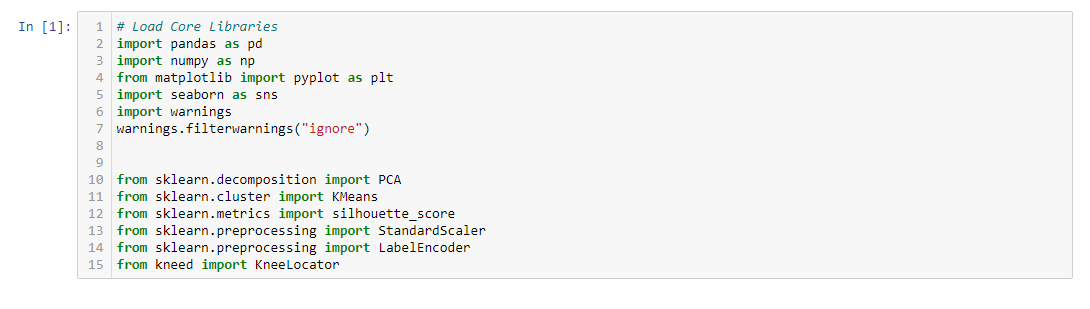 In [1]:
1 # Load Core Libraries
2 import pandas as pd
3 import numpy as np
4 from matplotlib import pyplot as plt
5 import seaborn as sns
6 import warnings
7 warnings.filterwarnings("ignore")
8
9
10 from sklearn.decomposition import PCA
11 from sklearn.cluster import KMeans
12 from sklearn.metrics import silhouette_score
13 from sklearn.preprocessing import StandardScaler
14 from sklearn.preprocessing import LabelEncoder
15 from kneed import KneeLocator